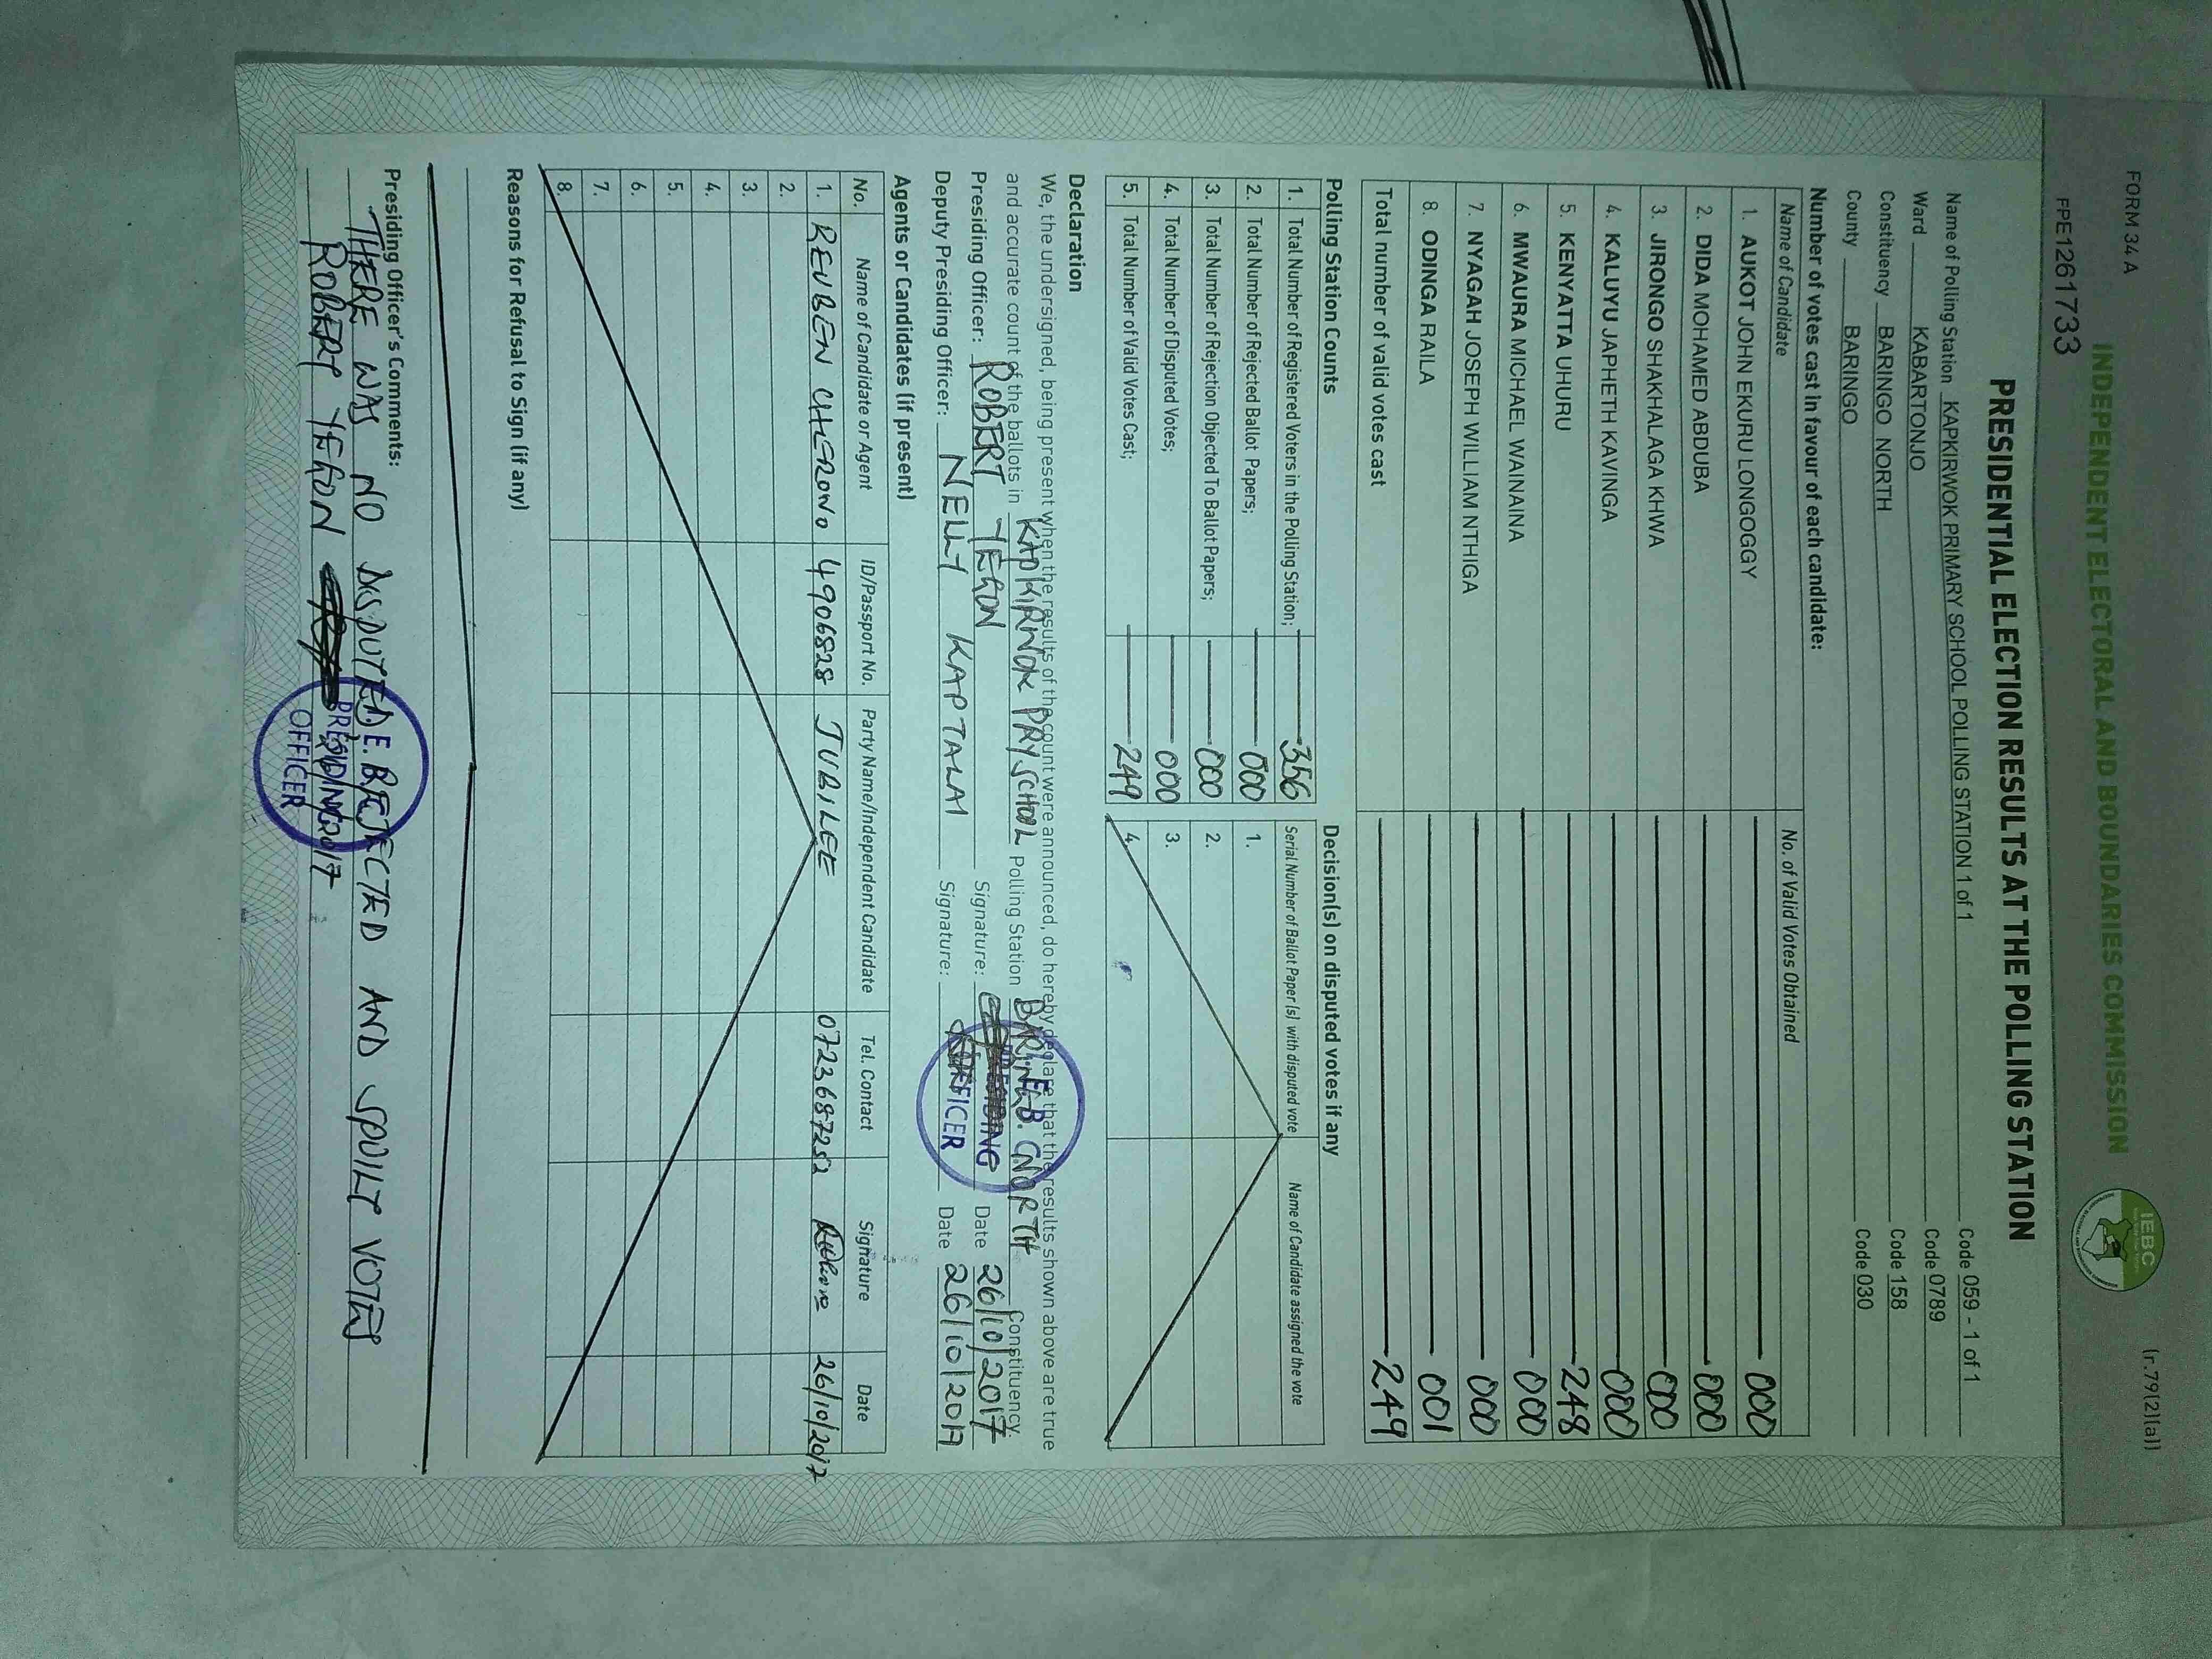 FORM 34 A
(r.79(2)(a))
INDEPENDENT ELECTORAL AND BOUNDARIES COMMISSION
IEBC
FPE1261733
PRESIDENTIAL ELECTION RESULTS AT THE POLLING STATION
Name of Polling Station KAPKIRWOK PRIMARY SCHOOL POLLING STATION 1 of 1 Code 059 - 1 of 1
Ward KABARTONJO Code 0789
Constituency BARINGO NORTH Code 158
County BARINGO Code 030
Number of votes cast in favour of each candidate:
Name of Candidate No. of Valid Votes Obtained
1. AUKOT JOHN EKURU LONGOGGY 000
2. DIDA MOHAMED ABDUBA 000
3. JIRONGO SHAKHALAGA KHWA 000
4. KALUYU JAPHETH KAVINGA 000
5. KENYATTA UHURU 248
6. MWAURA MICHAEL WAINAINA 000
7. NYAGAH JOSEPH WILLIAM NTHIGA 000
8. ODINGA RAILA 001
Total number of valid votes cast 249
Polling Station Counts
1. Total Number of Registered Voters in the Polling Station; 356
2. Total Number of Rejected Ballot Papers; 000
3. Total Number of Rejection Objected To Ballot Papers; 000
4. Total Number of Disputed Votes; 000
5. Total Number of Valid Votes Cast; 249
Decision(s) on disputed votes if any
Serial Number of Ballot Paper (s) with disputed vote Name of Candidate assigned the vote
1.
2.
3.
4.
Declaration
We, the undersigned, being present when the results of the count were announced, do hereby declare that the results shown above are true
and accurate count of the ballots in KAPKIRWOK PRY SCHOOL Polling Station BARINGO NORTH Constituency.
Presiding Officer: ROBERT TEGON Signature: Date 26/10/2017
Deputy Presiding Officer: NELLY KAPTALAI Signature: Date 26/10/2017
PRESIDING
OFFICER
Agents or Candidates (if present)
No. Name of Candidate or Agent ID/Passport No. Party Name/Independent Candidate Tel. Contact Signature Date
1. REUBEN CHERONO 4906828 JUBILEE 0723687252 26/10/2017
2.
3.
4.
5.
6.
7.
8
Reasons for Refusal to Sign (if any)
Presiding Officer's Comments:
THERE WAS NO DISPUTED REJECTED AND SPOILT VOTES
ROBERT TEGON
PRESIDING
OFFICER